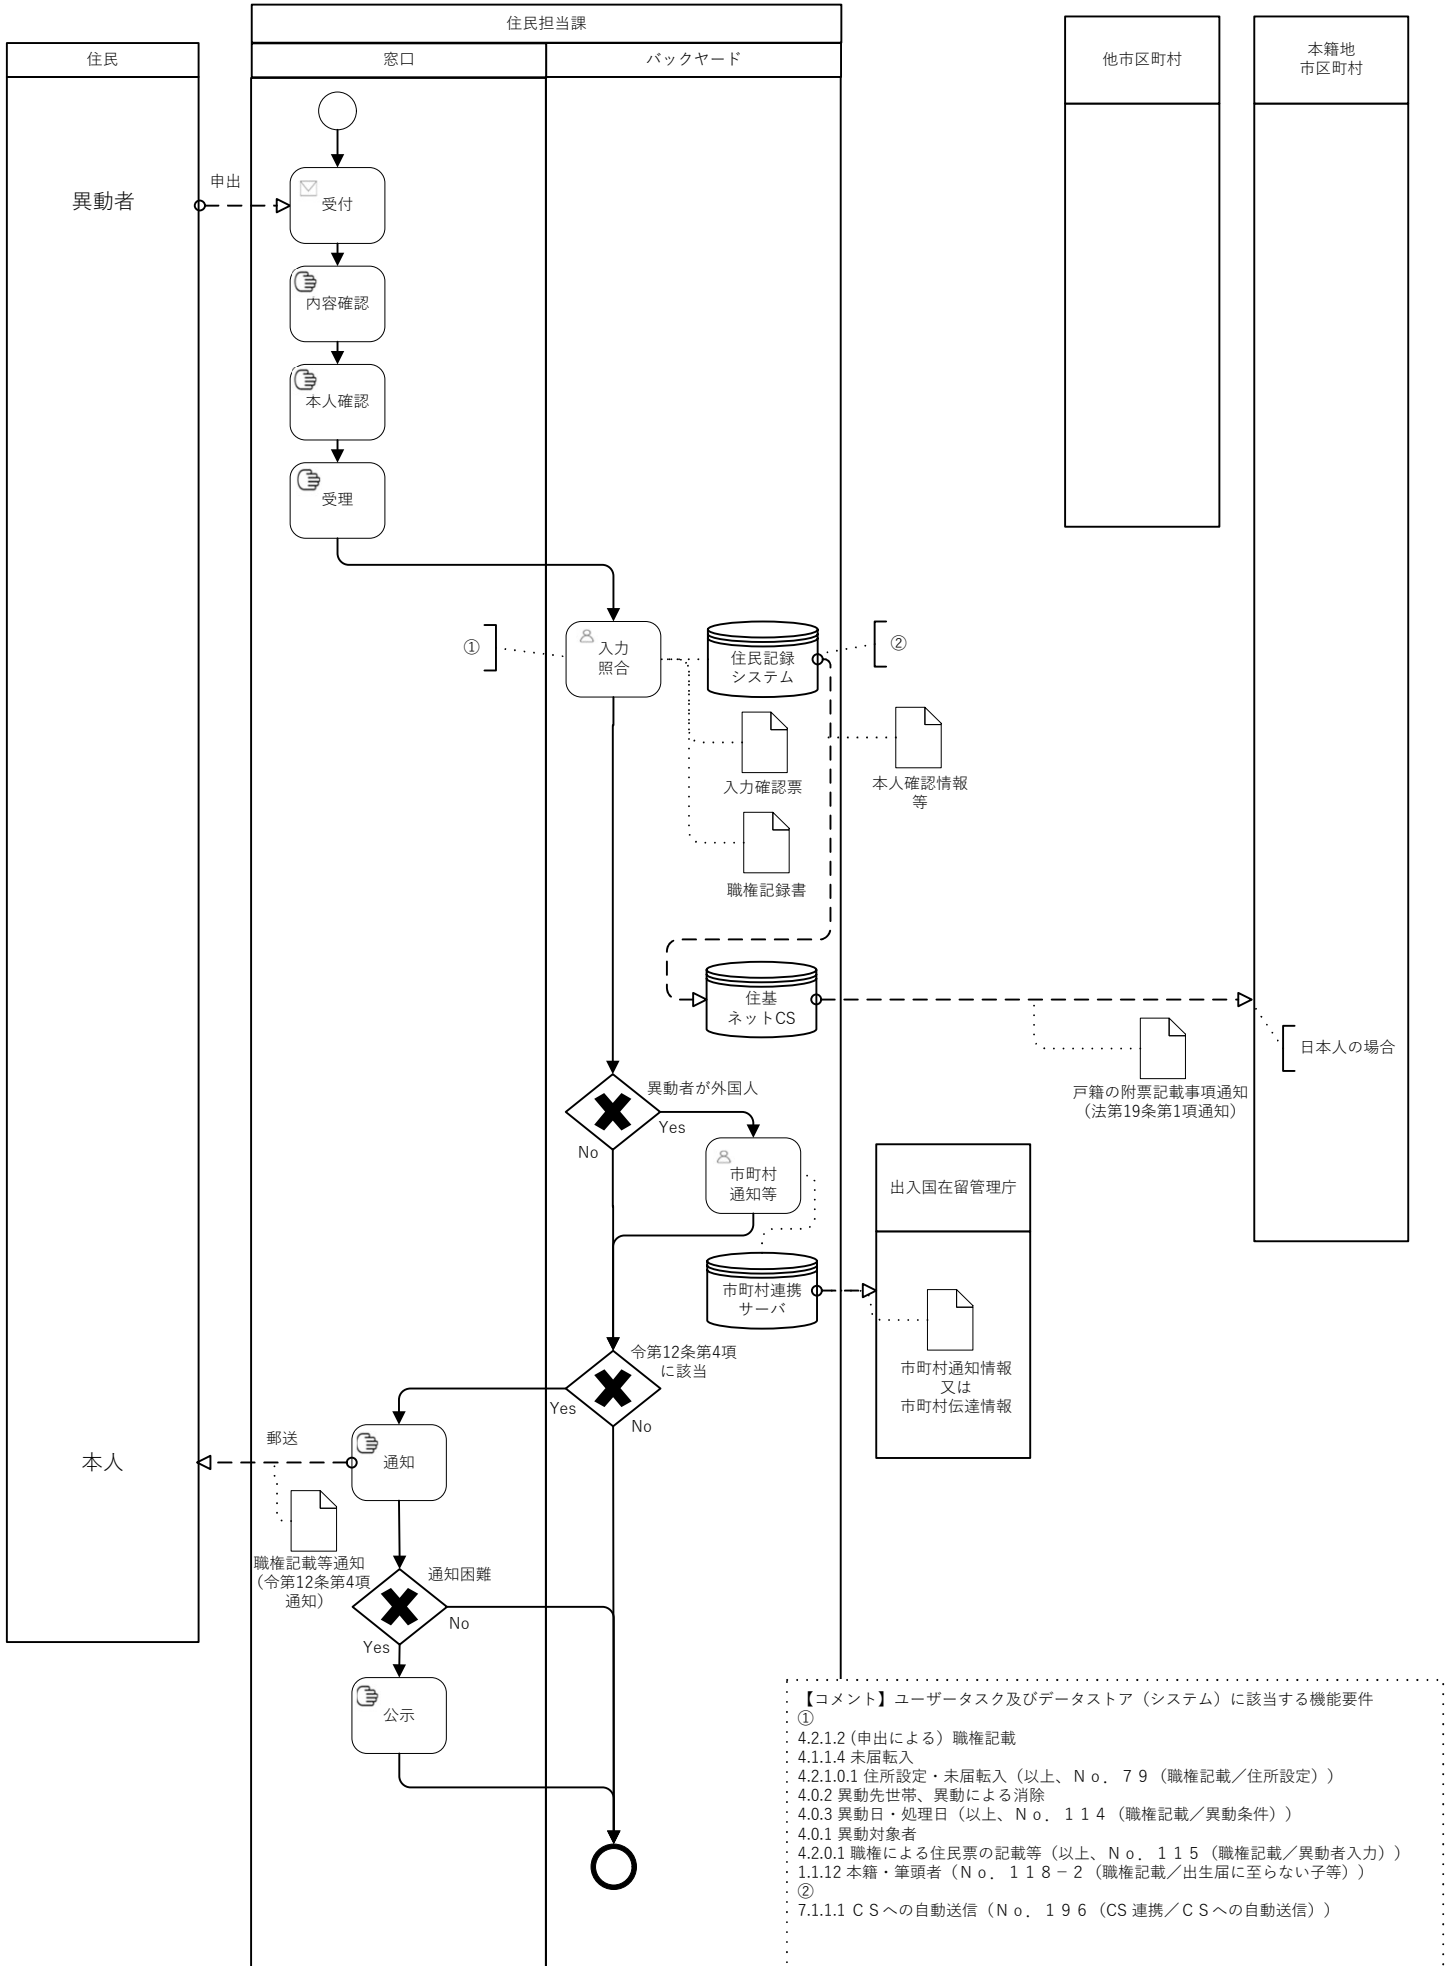 住民担当課
住民
窓口
バックヤード
他市区町村
本籍地
市区町村
異動者
申出
受付
内容確認
本人確認
受理
①
入力
照合
住民記録
システム
②
入力確認票
本人確認情報
等
職権記録書
住基
ネットCS
日本人の場合
戸籍の附票記載事項通知
（法第19条第1項通知）
異動者が外国人
Yes
No
市町村
通知等
出入国在留管理庁
市町村連携
サーバ
市町村通知情報
又は
市町村伝達情報
令第12条第4項
に該当
Yes
No
本人
郵送
通知
職権記載等通知
（令第12条第4項
通知）
通知困難
No
Yes
公示
【コメント】ユーザータスク及びデータストア（システム）に該当する機能要件
①
4.2.1.2 (申出による）職権記載
4.1.1.4 未届転入
4.2.1.0.1 住所設定・未届転入（以上、Ｎｏ．７９（職権記載／住所設定））
4.0.2 異動先世帯、異動による消除
4.0.3 異動日・処理日（以上、Ｎｏ．１１４（職権記載／異動条件））
4.0.1 異動対象者
4.2.0.1 職権による住民票の記載等（以上、Ｎｏ．１１５（職権記載／異動者入力））
1.1.12 本籍・筆頭者（Ｎｏ．１１８－２（職権記載／出生届に至らない子等））
②
7.1.1.1 ＣＳへの自動送信（Ｎｏ．１９６（CS 連携／ＣＳへの自動送信））